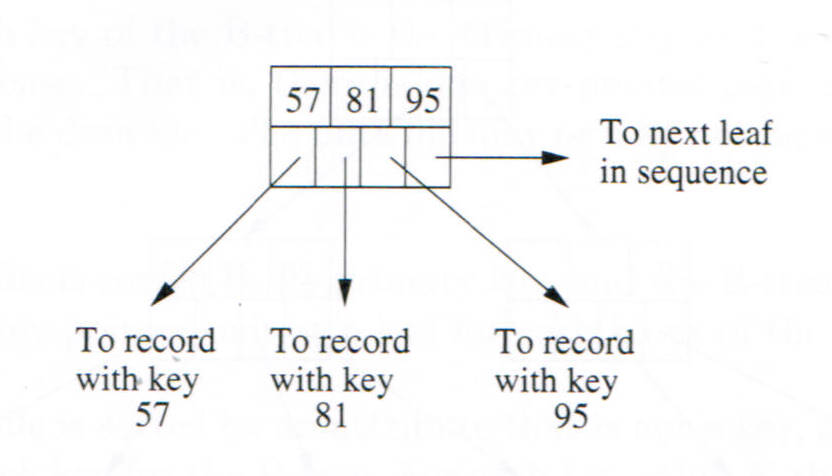 57 81 95
To next leaf
in sequence
To record
with key
57
To record
with key
81
To record
with key
95